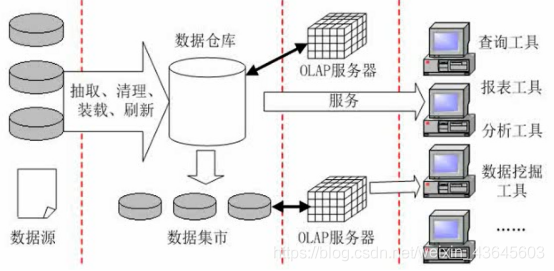 数据仓库
OLAP服务器
查询工具
抽取、清理、
装载、刷新
服务
报表工具
分析工具
数据挖掘
工具
数据源
数据集市
OLAP服务器
……
https://blog.csdn.net/weixin_43645603